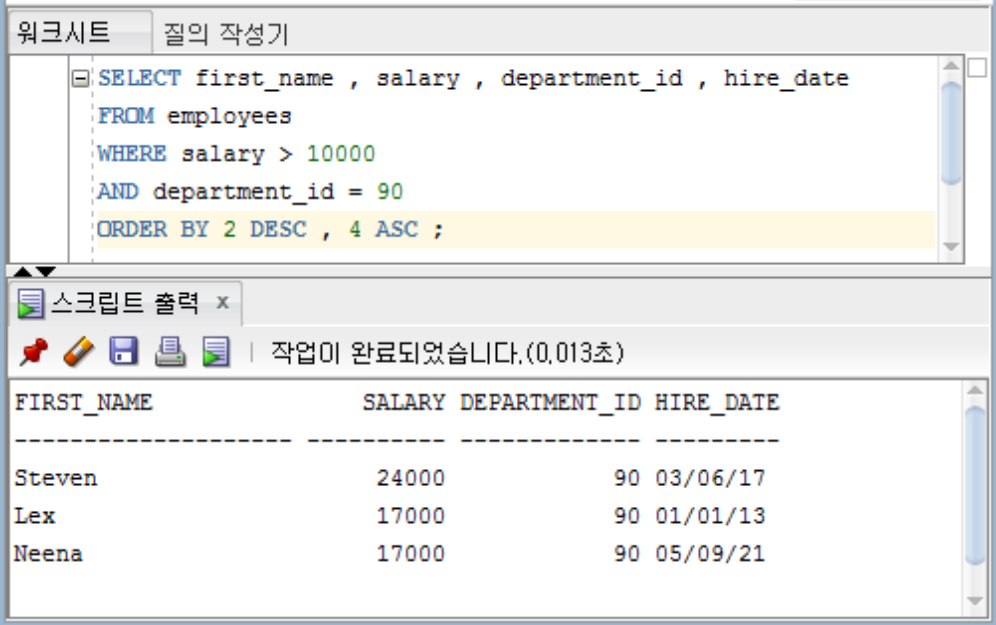 워크시트 질의 작성기
SELECT first_name , salary , department_id , hire_date
FROM employees
WHERE salary > 10000
AND department_id = 90
ORDER BY 2 DESC , 4 ASC ;
스크립트 출력 x
작업이 완료되었습니다.(0.013초)
FIRST_NAME SALARY DEPARTMENT_ID HIRE_DATE
-------------------- ---------- ------------- ---------
Steven 24000 90 03/06/17
Lex 17000 90 01/01/13
Neena 17000 90 05/09/21